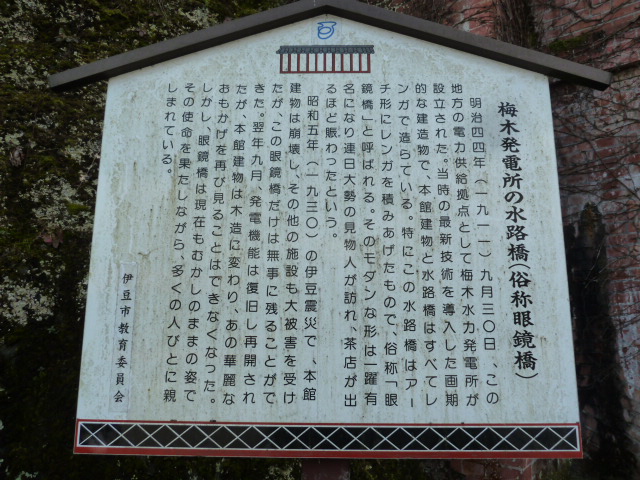 梅木発電所の水路橋（俗称眼鏡橋）
明治四四年（一九一一）九月三〇日、この
地方の電力供給拠点として梅木水力発電所が
設立された。当時の最新技術を導入した画期
的な建造物で、本館建物と水路橋はすべてレ
ンガで造らている。特にこの水路橋はアー
チ形にレンガを積みあげたもので、俗称「眼
鏡橋」と呼ばれる。そのモダンな形は一躍有
名になり連日大勢の見物人が訪れ、茶店が出
るほど賑わったという。
昭和五年（一九三〇）の伊豆震災で、本館
建物は崩壊し、その他の施設も大被害を受け
たが、この眼鏡橋だけは無事に残ることがで
きた。翌年九月、発電機能は復旧し再開され
たが、本館建物は木造に変わり、あの華麗な
おもかげを再び見ることはできなくなった。
しかし、眼鏡橋は現在もむかしのままの姿で
その使命を果たしながら、多くの人びとに親
しまれている。
伊豆市教育委員会